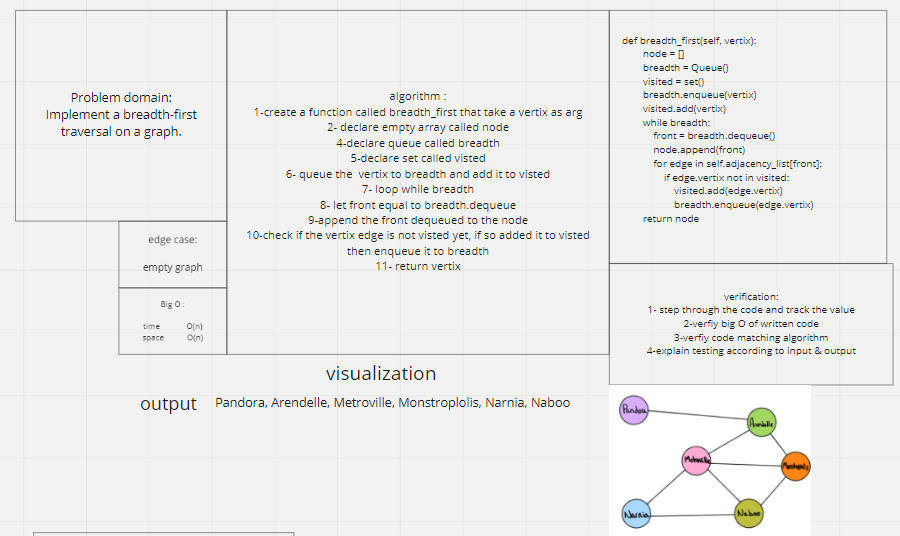 Problem domain:
Implement a breadth-first
traversal on a graph.
edge case:
empty graph
Big O :
time O(n)
space O(n)
algorithm :
1-create a function called breadth_first that take a vertix as arg
2- declare empty array called node
4-declare queue called breadth
5-declare set called visted
6- queue the vertix to breadth and add it to visted
7- loop while breadth
8- let front equal to breadth.dequeue
9-append the front dequeued to the node
10-check if the vertix edge is not visted yet, if so added it to visted
then enqueue it to breadth
11- return vertix
def breadth_first(self, vertix):
node = []
breadth = Queue()
visited = set()
breadth.enqueue(vertix)
visited.add(vertix)
while breadth:
front = breadth.dequeue()
node.append(front)
for edge in self.adjacency_list[front]:
if edge.vertix not in visited:
visited.add(edge.vertix)
breadth.enqueue(edge.vertix)
return node
verification:
1- step through the code and track the value
2-verfiy big O of written code
3-verfiy code matching algorithm
4-explain testing according to input & output
visualization
output Pandora, Arendelle, Metroville, Monstroplolis, Narnia, Naboo
Pandora
Narnia
Naboo